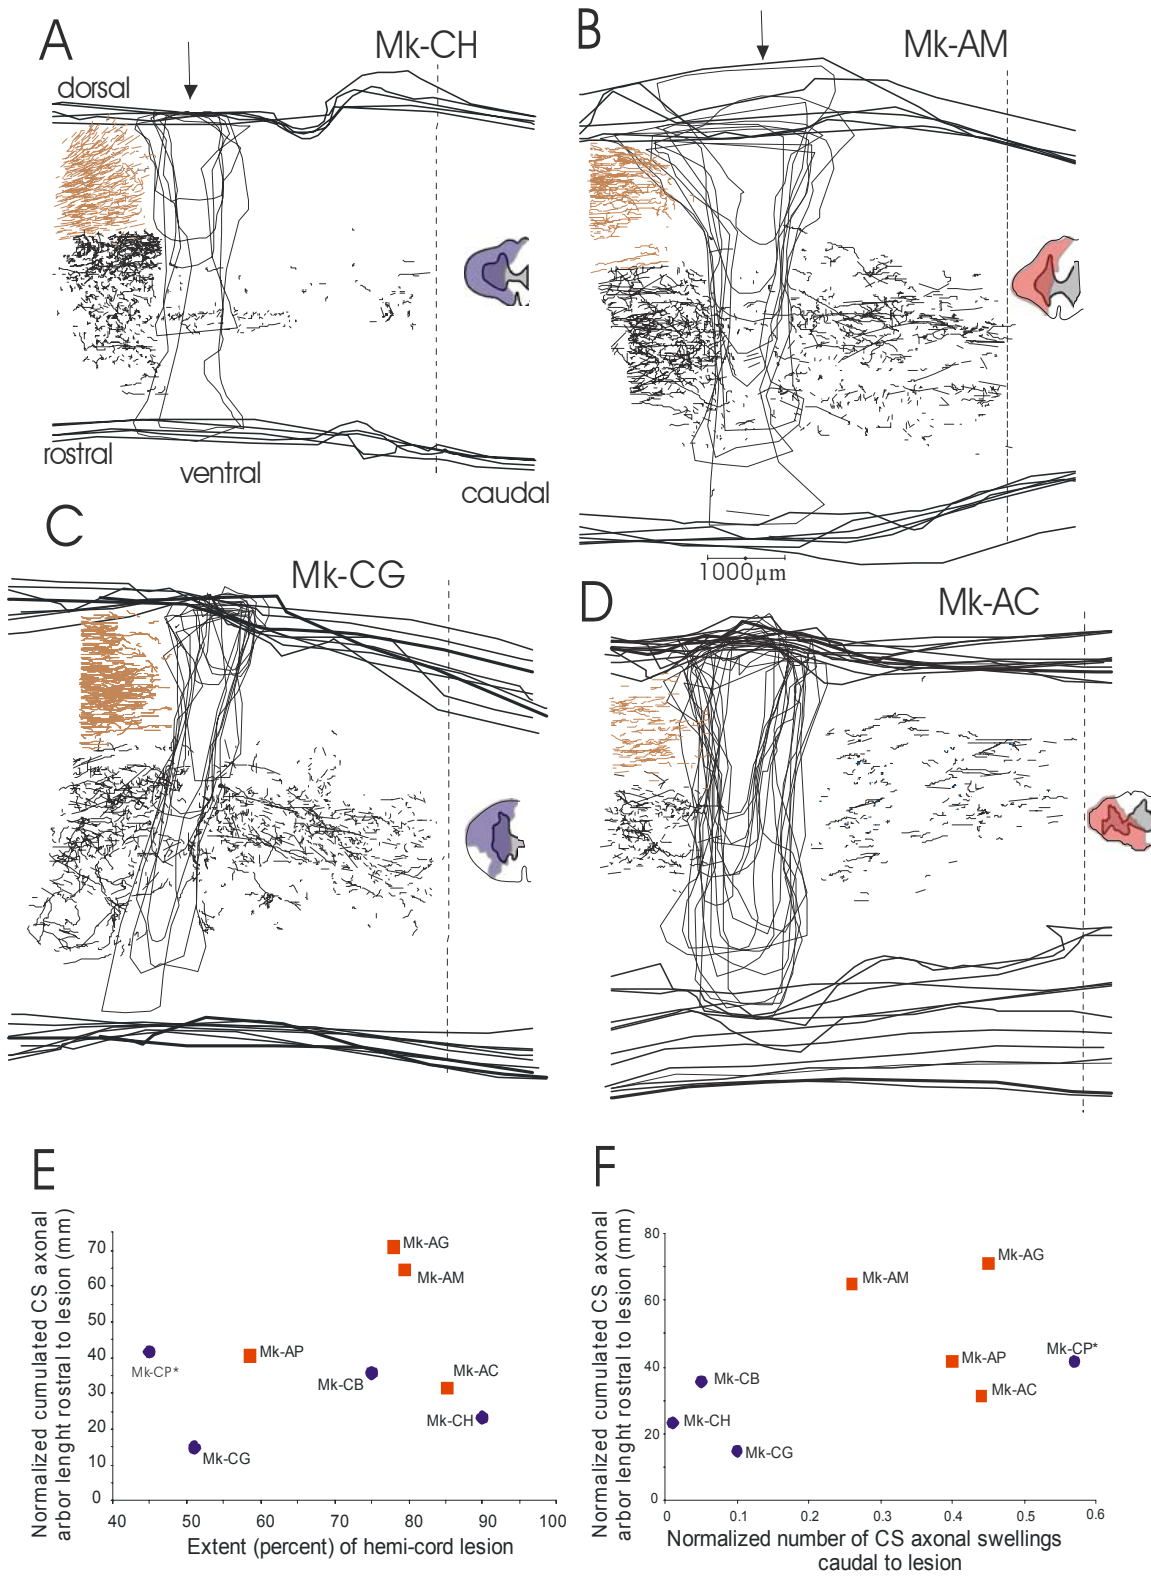 A
Mk-CH
dorsal
rostral
ventral
caudal
B
Mk-AM
1000µm
C
Mk-CG
D
Mk-AC
E
Normalized cumulated CS axonal
arbor lenght rostral to lesion (mm)
70
60
50
40
30
20
10
0
Mk-AG
Mk-AM
Mk-AP
Mk-CP*
Mk-CB
Mk-AC
Mk-CH
Mk-CG
40
50
60
70
80
90
100
Extent (percent) of hemi-cord lesion
F
Normalized cumulated CS axonal
arbor lenght rostral to lesion (mm)
80
60
40
20
0
Mk-AG
Mk-AM
Mk-CP*
Mk-AP
Mk-CB
Mk-AC
Mk-CH
Mk-CG
0
0.1
0.2
0.3
0.4
0.5
0.6
Normalized number of CS axonal swellings
caudal to lesion